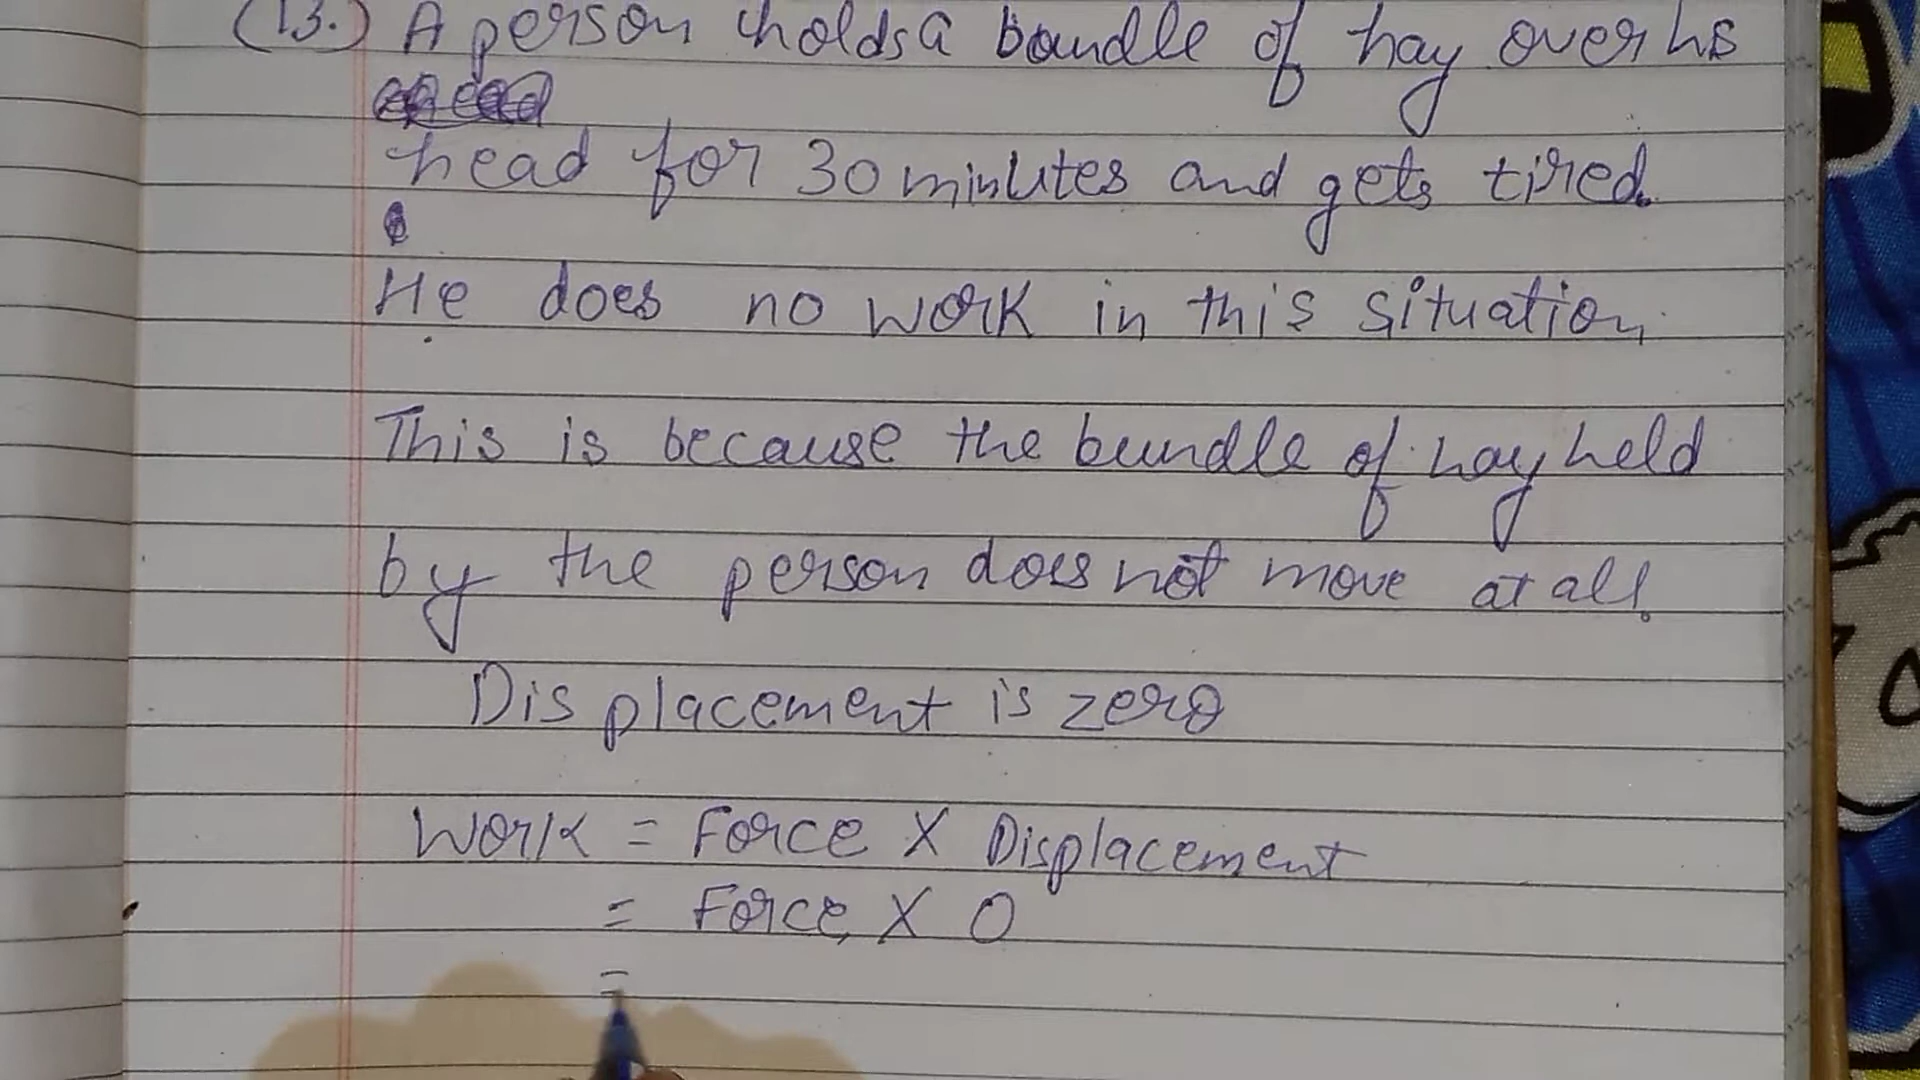 (13.) A person holds a boundle of hay over his
head for 30 minutes and gets tired.
He does no work in this situation
This is because the bundle of hay held
by the person does not move at all.
Displacement is zero
Work = Force X Displacement
= Force X 0
=